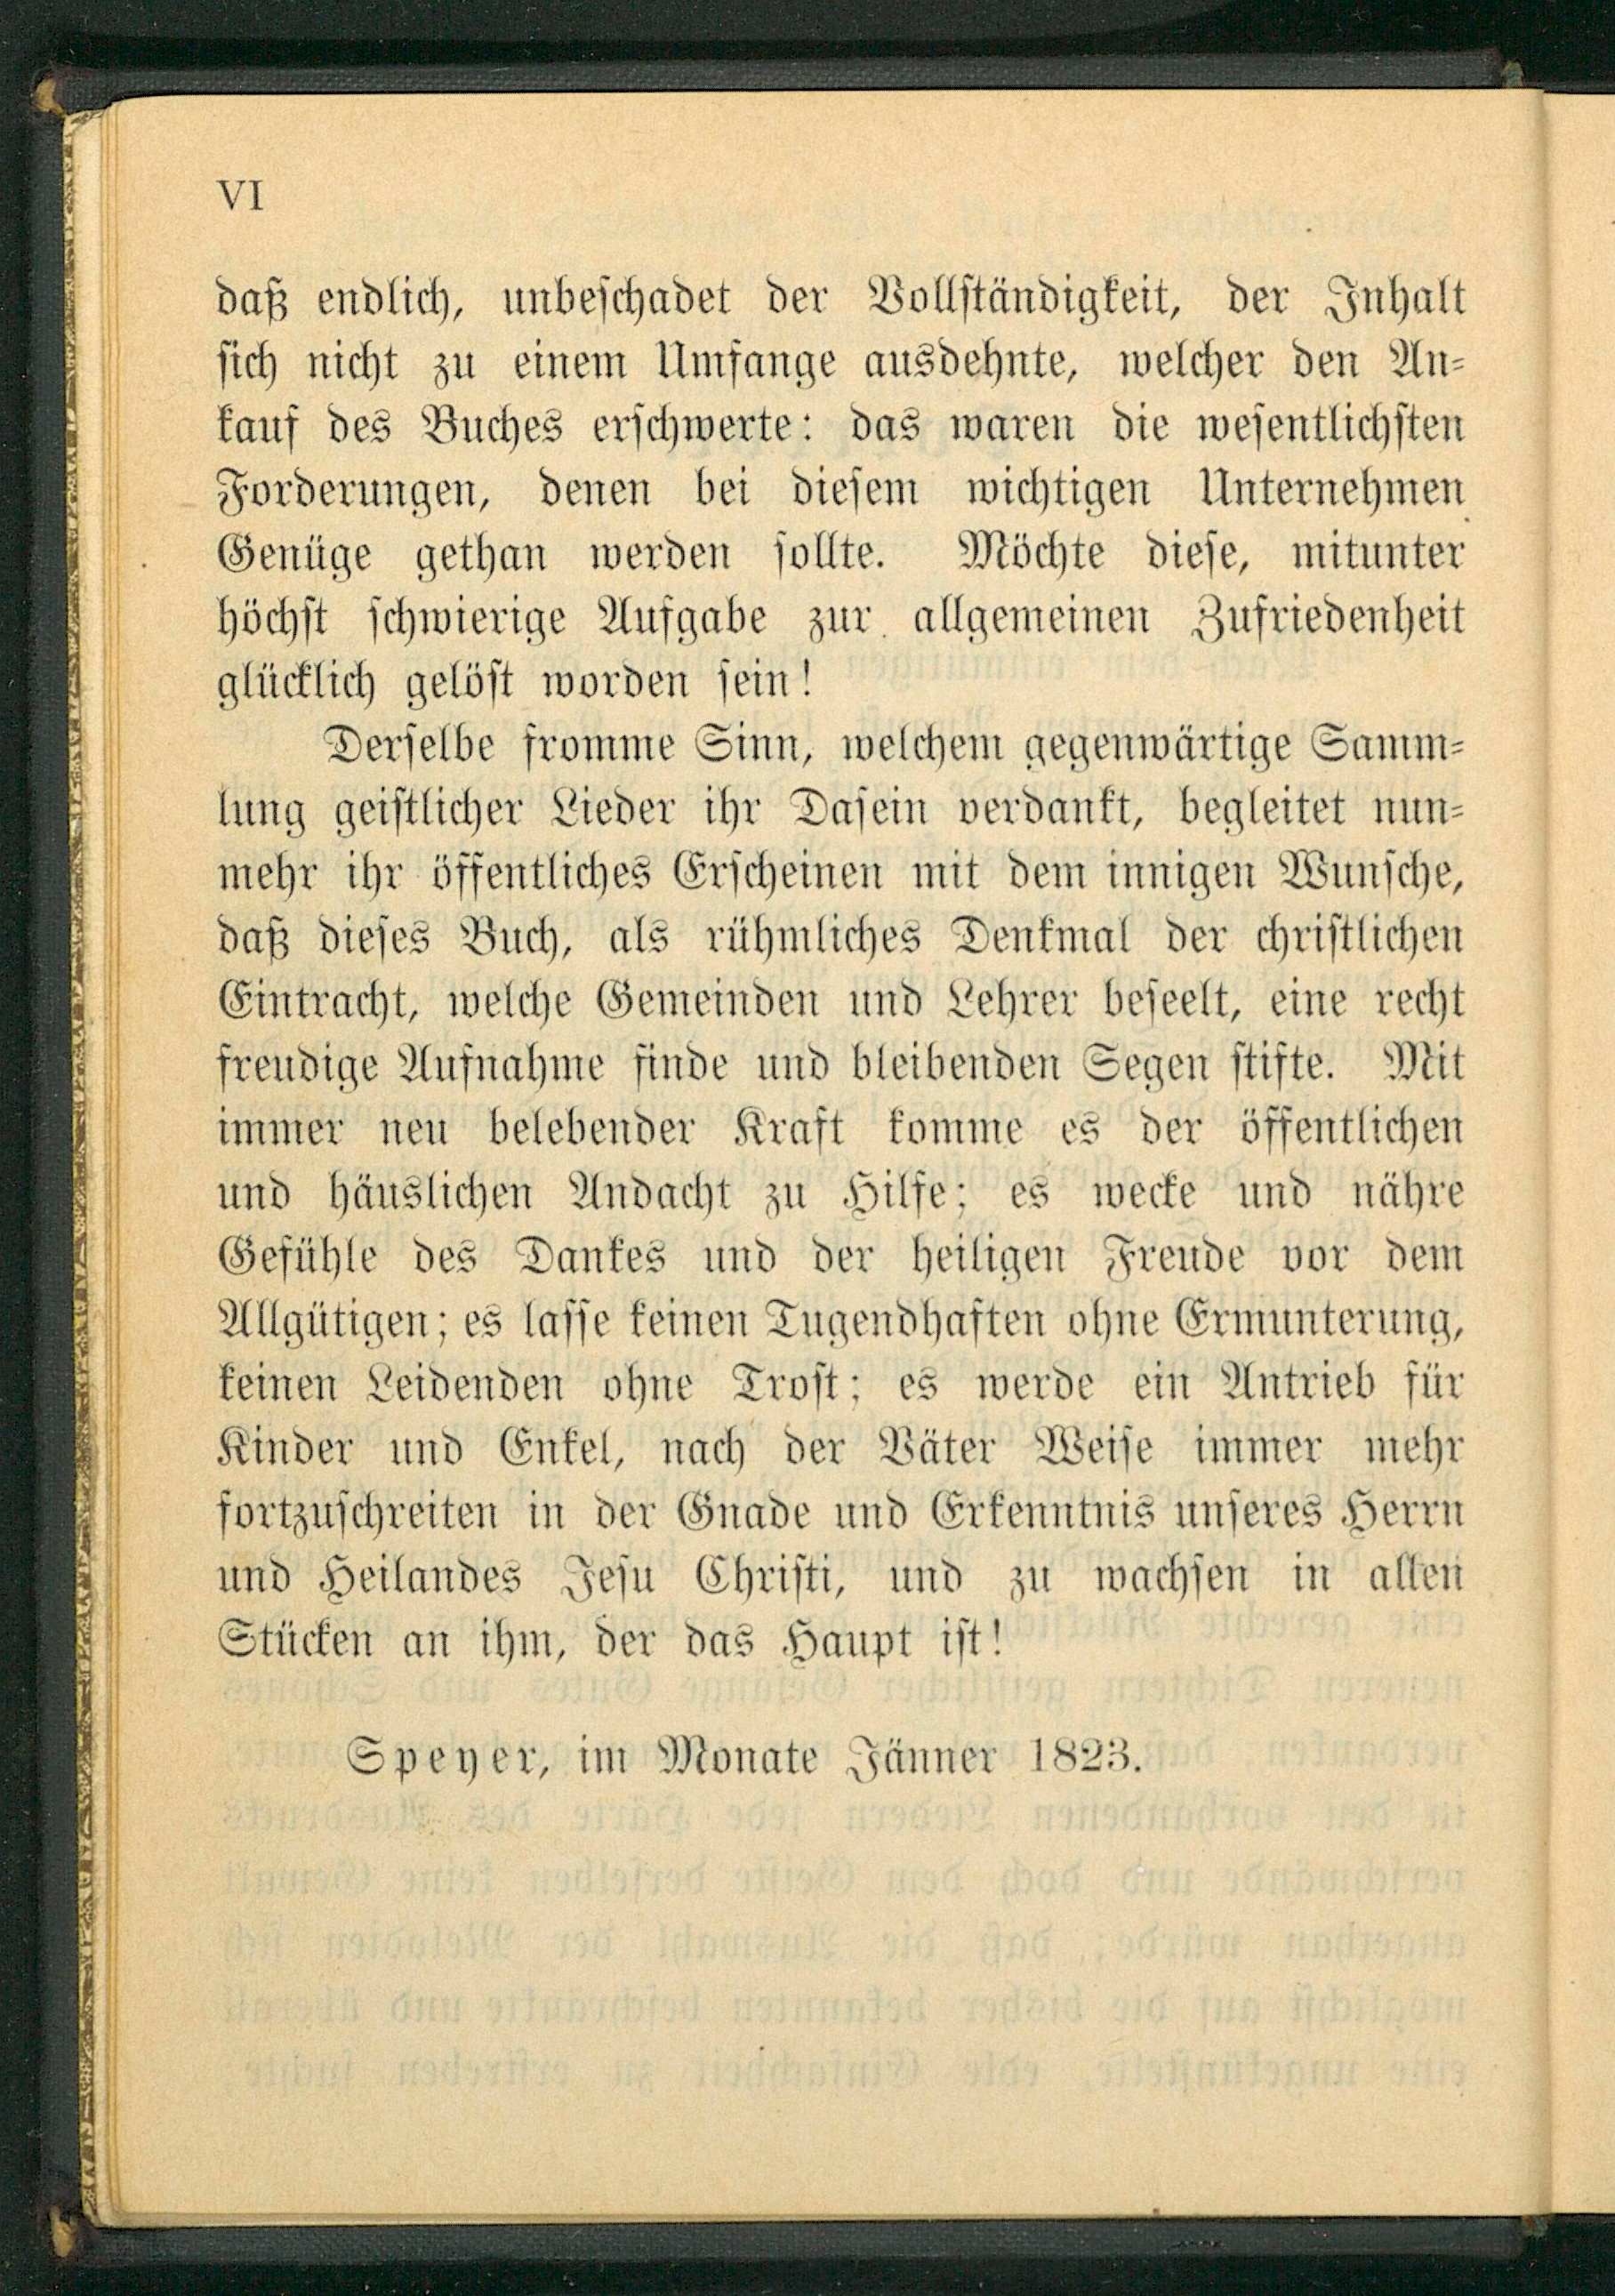 VI
daß endlich, unbeschadet der Vollständigkeit, der Inhalt
sich nicht zu einem Umfange ausdehnte, welcher den An-
kauf des Buches erschwerte: das waren die wesentlichsten
Forderungen, denen bei diesem wichtigen Unternehmen
Genüge gethan werden sollte. Möchte diese, mitunter
höchst schwierige Aufgabe zur allgemeinen Zufriedenheit
glücklich gelöst worden sein!
Derselbe fromme Sinn, welchem gegenwärtige Samm-
lung geistlicher Lieder ihr Dasein verdankt, begleitet nun-
mehr ihr öffentliches Erscheinen mit dem innigen Wunsche,
daß dieses Buch, als rühmliches Denkmal der christlichen
Eintracht, welche Gemeinden und Lehrer beseelt, eine recht
freudige Aufnahme finde und bleibenden Segen stifte. Mit
immer neu belebender Kraft komme es der öffentlichen
und häuslichen Andacht zu Hilfe; es wecke und nähre
Gefühle des Dankes und der heiligen Freude vor dem
Allgütigen; es lasse keinen Tugendhaften ohne Ermunterung,
keinen Leidenden ohne Trost; es werde ein Antrieb für
Kinder und Enkel, nach der Väter Weise immer mehr
fortzuschreiten in der Gnade und Erkenntnis unseres Herrn
und Heilandes Jesu Christi, und zu wachsen in allen
Stücken an ihm, der das Haupt ist!
Speyer, im Monate Jänner 1823.